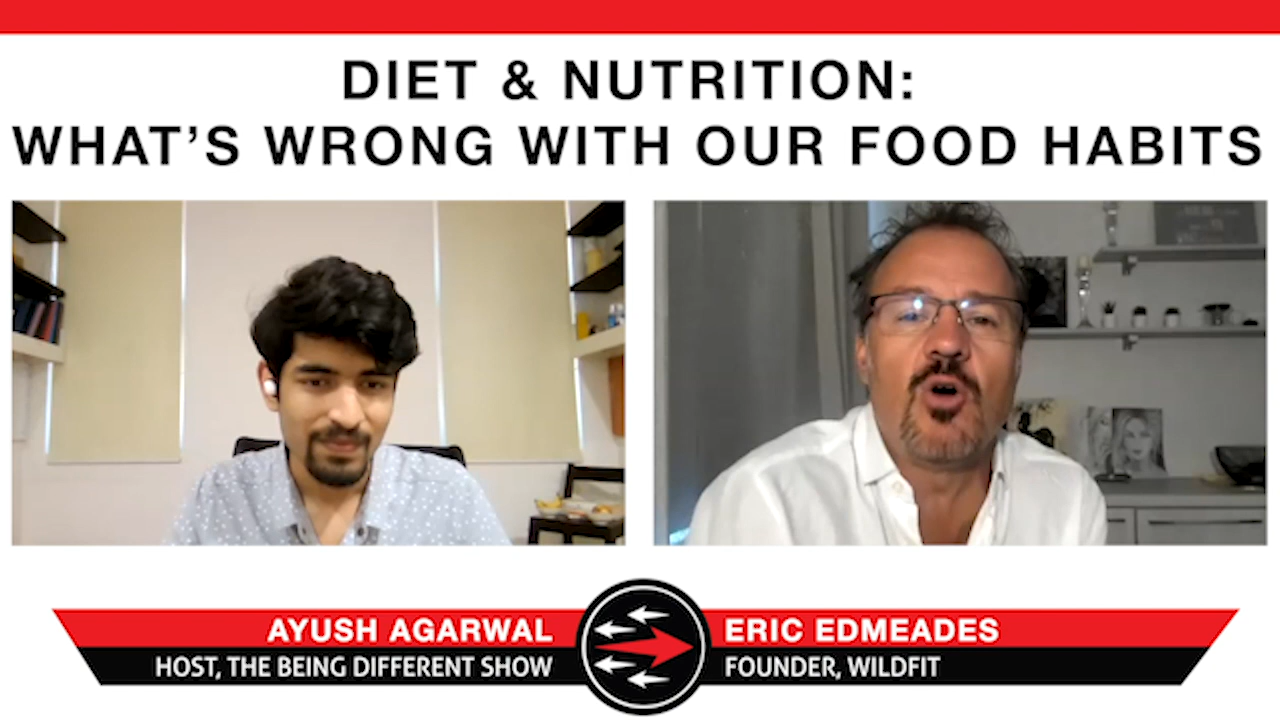 DIET & NUTRITION:
WHAT'S WRONG WITH OUR FOOD HABITS
AYUSH AGARWAL
HOST, THE BEING DIFFERENT SHOW
ERIC EDMEADES
FOUNDER, WILDFIT